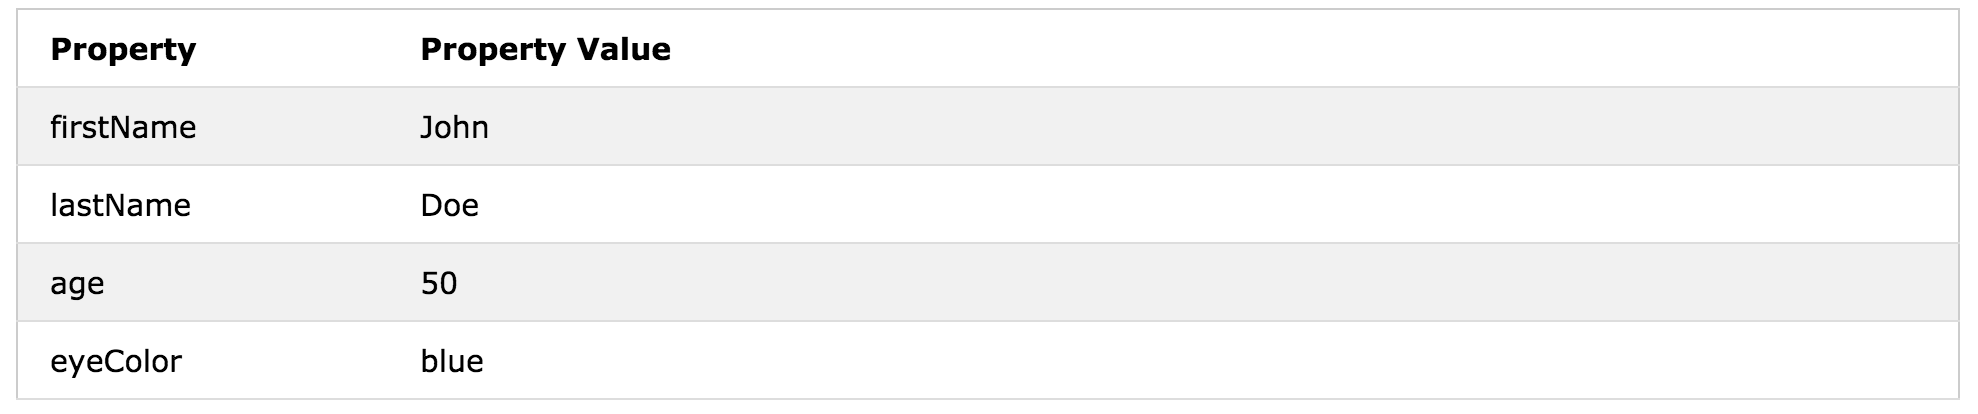 Property Property Value
firstName John
lastName Doe
age 50
eyeColor blue